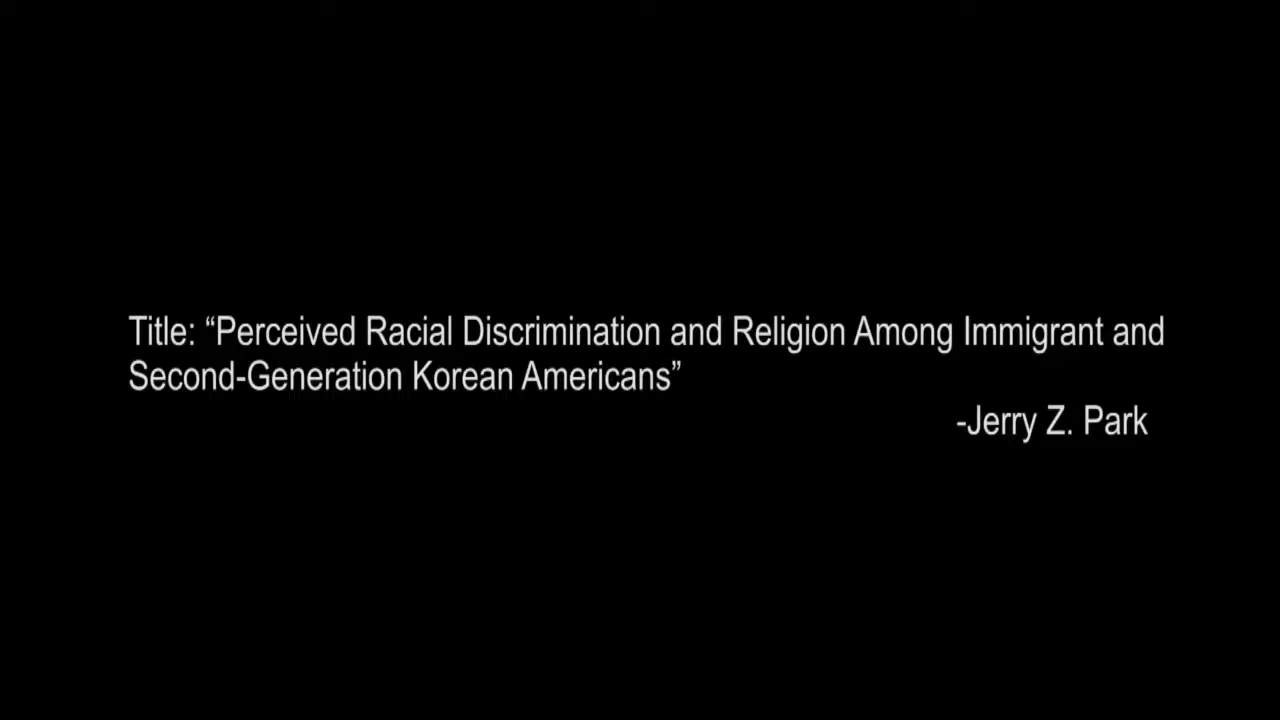 Title: “Perceived Racial Discrimination and Religion Among Immigrant and
Second-Generation Korean Americans”
-Jerry Z. Park